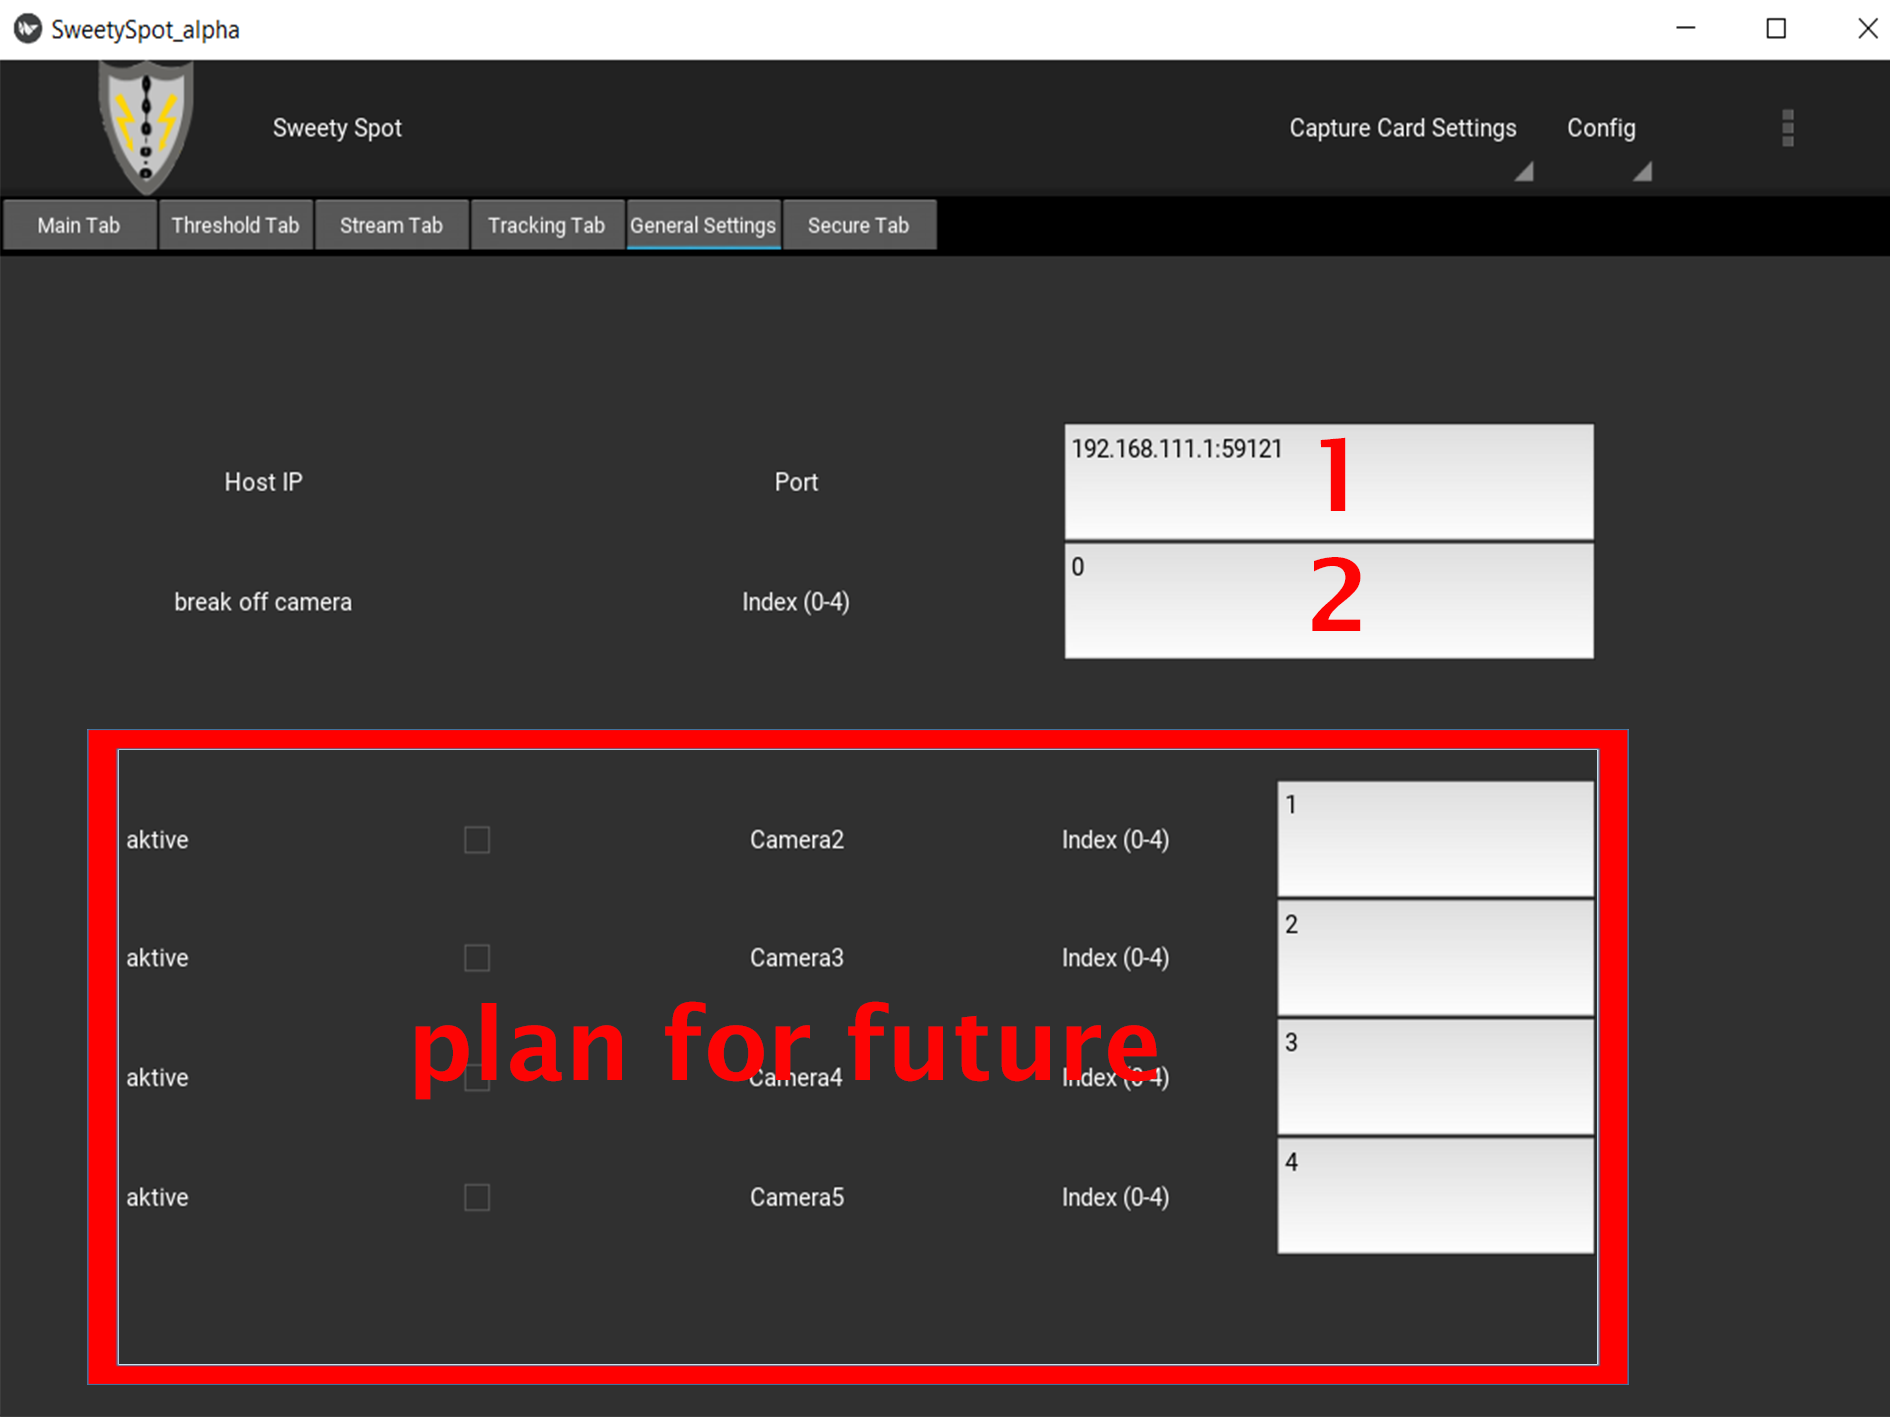 SweetySpot_alpha
Sweety Spot
Capture Card Settings
Config
Main Tab
Threshold Tab
Stream Tab
Tracking Tab
General Settings
Secure Tab
Host IP
Port
192.168.111.1:59121
1
break off camera
Index (0-4)
0
2
aktive
Camera2
Index (0-4)
1
aktive
Camera3
Index (0-4)
2
plan for future
aktive
Camera4
Index (0-4)
3
aktive
Camera5
Index (0-4)
4